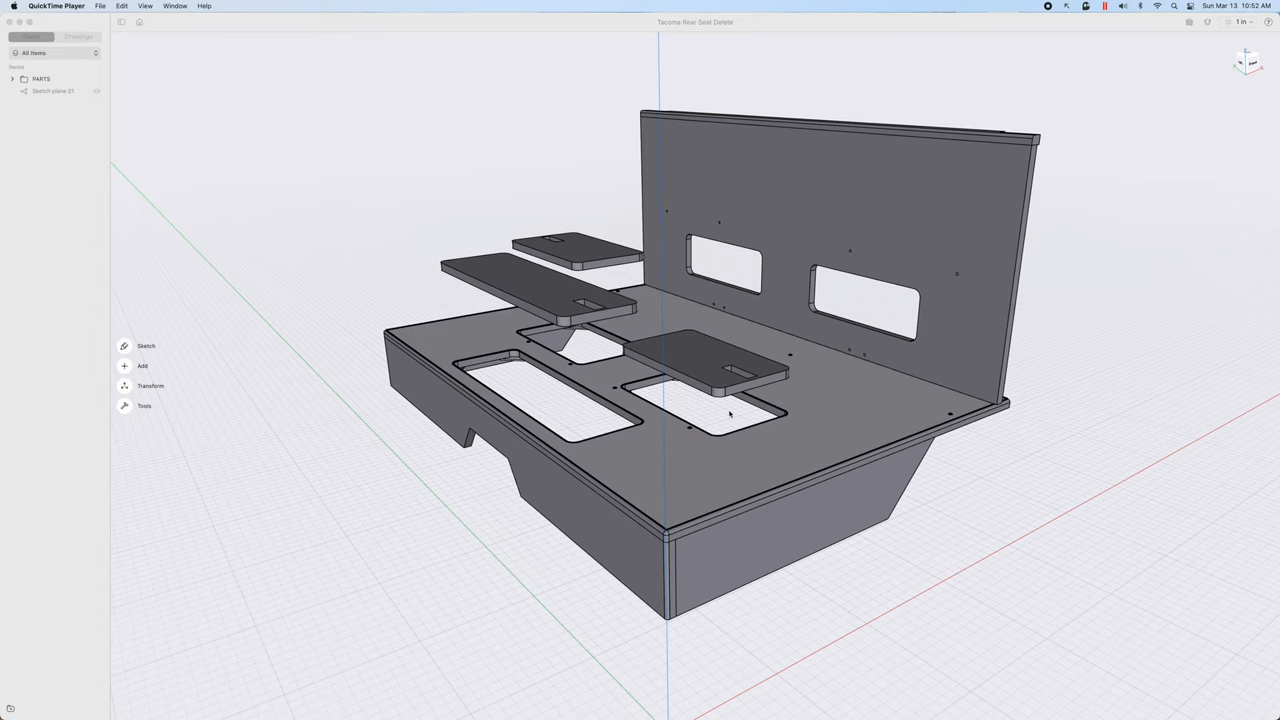 QuickTime Player File Edit View Window Help Sun Mar 13 10:52 AM
Tacoma Rear Seat Delete 1 in
Items Drawings
All Items
Items
PARTS
Sketch plane 01
Front
Sketch
Add
Transform
Tools